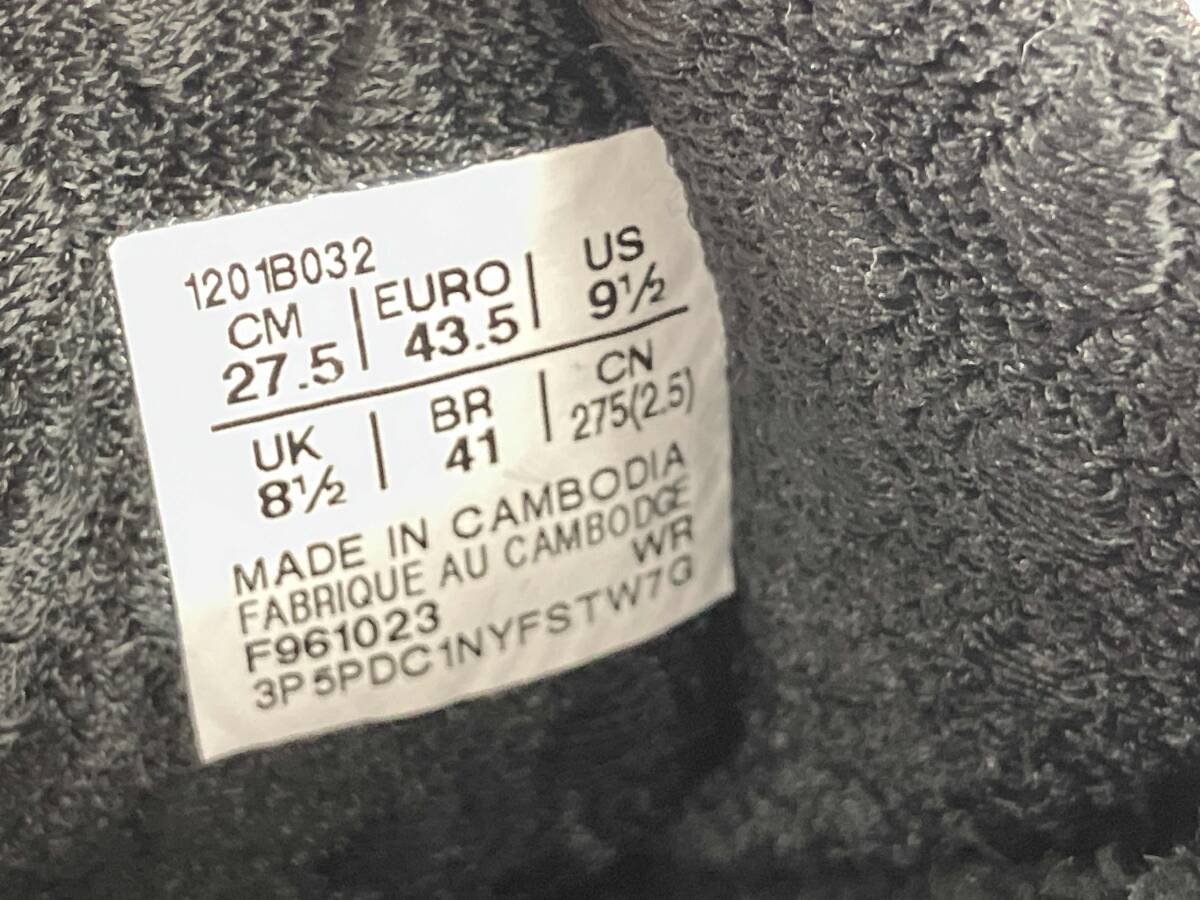 1201B032
CM | EURO | US
27.5 | 43.5 | 9½
UK | BR | CN
8½ | 41 | 275(2.5)
MADE IN CAMBODIA
FABRIQUE AU CAMBODGE
F961023 WR
3P5PDC1NYFSTW7G